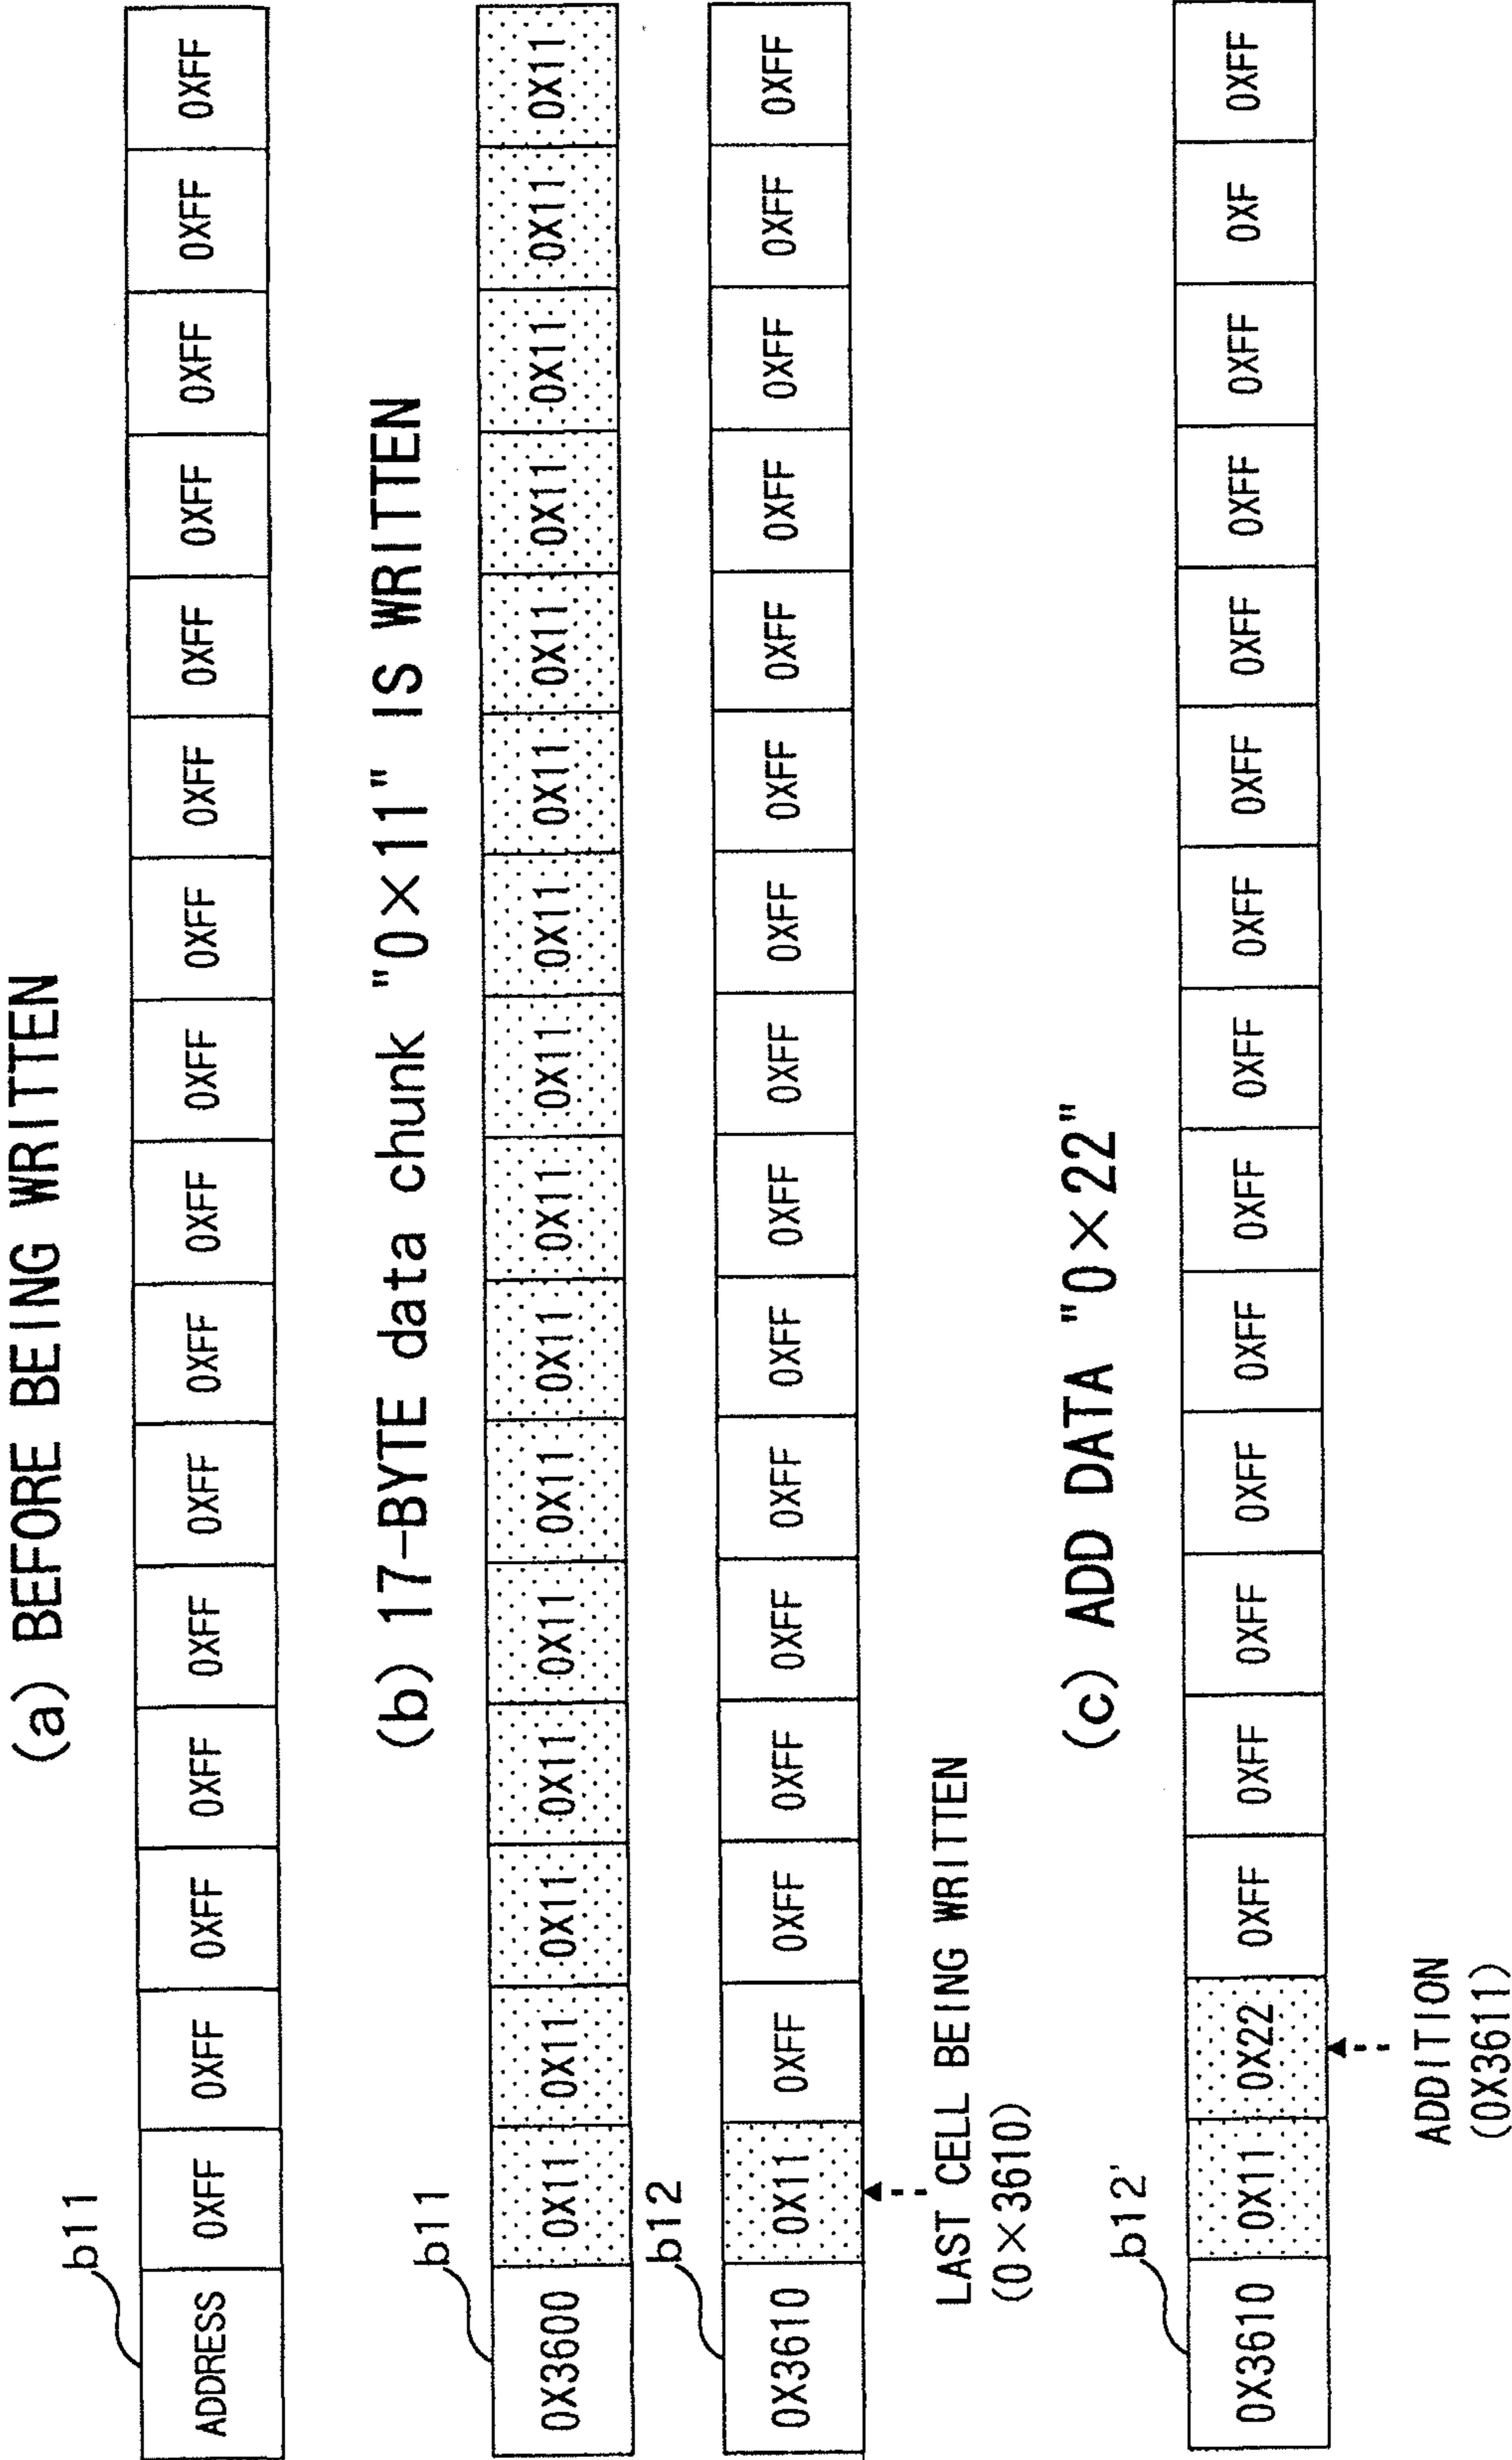 (a) BEFORE BEING WRITTEN
b11
ADDRESS 0XFF 0XFF 0XFF 0XFF 0XFF 0XFF 0XFF 0XFF 0XFF 0XFF 0XFF 0XFF 0XFF 0XFF 0XFF 0XFF
(b) 17-BYTE data chunk "0×11" IS WRITTEN
b11
0X3600 0X11 0X11 0X11 0X11 0X11 0X11 0X11 0X11 0X11 0X11 0X11 0X11 0X11 0X11 0X11 0X11
b12
0X3610 0X11 0XFF 0XFF 0XFF 0XFF 0XFF 0XFF 0XFF 0XFF 0XFF 0XFF 0XFF 0XFF 0XFF 0XFF 0XFF
LAST CELL BEING WRITTEN
(0×3610)
(c) ADD DATA "0×22"
b12'
0X3610 0X11 0X22 0XFF 0XFF 0XFF 0XFF 0XFF 0XFF 0XFF 0XFF 0XFF 0XFF 0XFF 0XFF 0XF 0XFF
ADDITION
(0X3611)